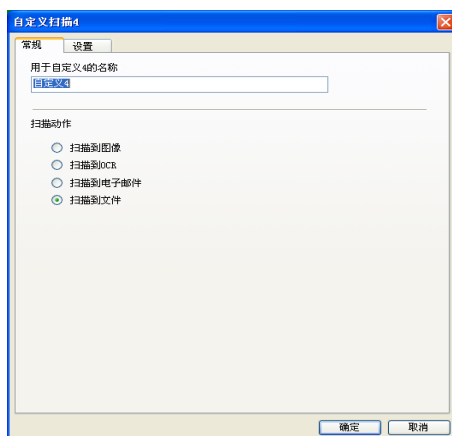 自定义扫描4
常规 设置
用于自定义4的名称
自定义4
扫描动作
扫描到图像
扫描到OCR
扫描到电子邮件
扫描到文件
确定 取消